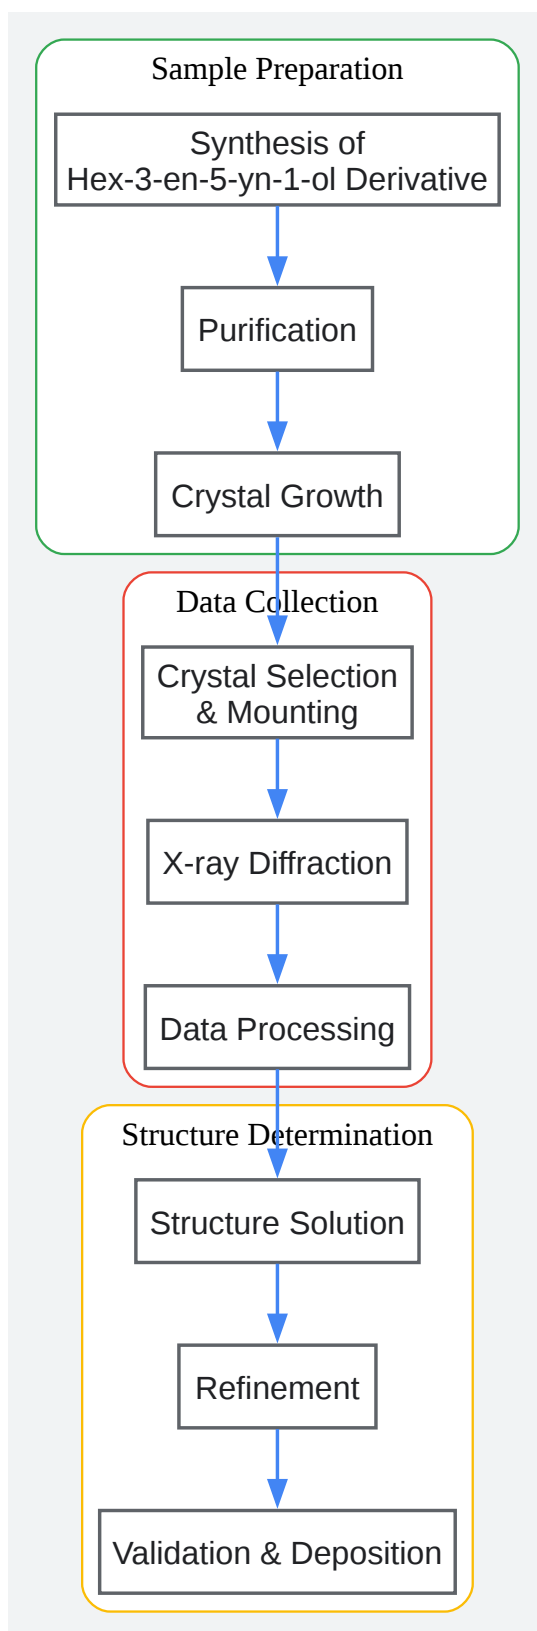 Sample Preparation
Synthesis of
Hex-3-en-5-yn-1-ol Derivative
Purification
Crystal Growth
Data Collection
Crystal Selection
& Mounting
X-ray Diffraction
Data Processing
Structure Determination
Structure Solution
Refinement
Validation & Deposition